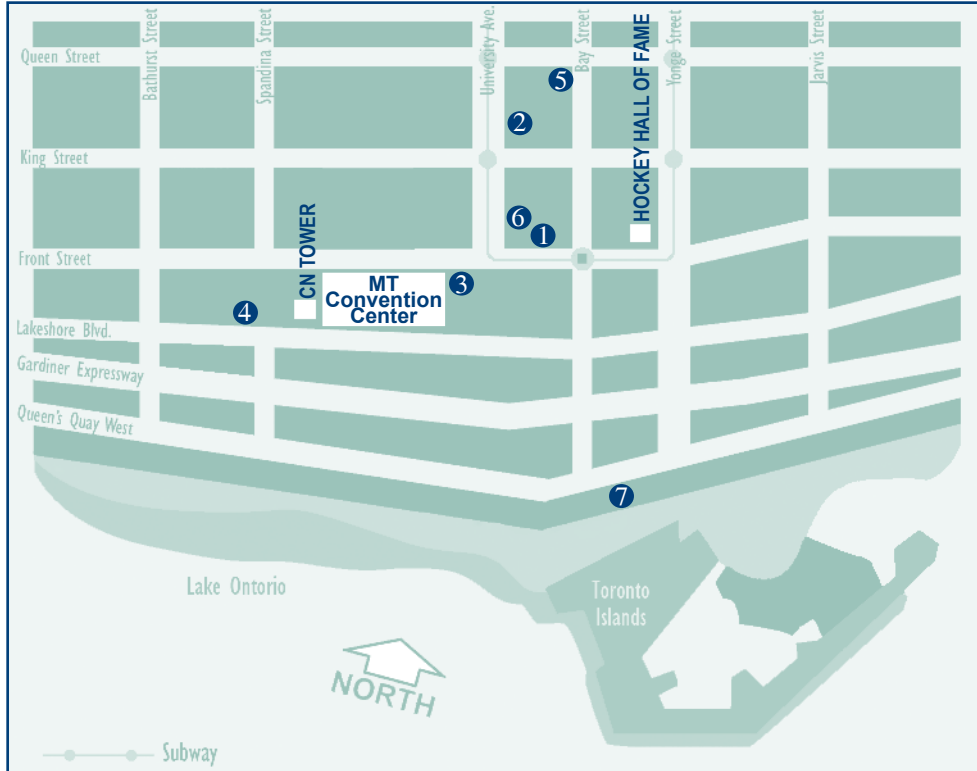 Queen Street
Bathurst Street
Spandina Street
University Ave.
Bay Street
HOCKEY HALL OF FAME
Yonge Street
Jarvis Street
5
2
King Street
6
1
Front Street
CN TOWER
MT
Convention
Center
3
4
Lakeshore Blvd.
Gardiner Expressway
Queen's Quay West
7
Lake Ontorio
Toronto
Islands
NORTH
Subway